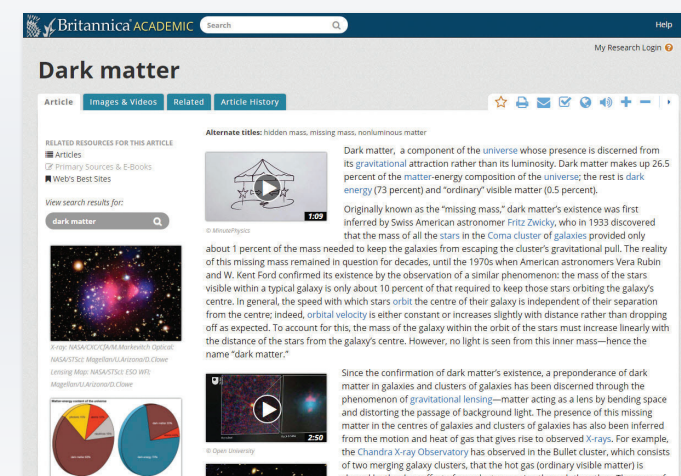 Britannica ACADEMIC
Search
Help
My Research Login
Dark matter
Article
Images & Videos
Related
Article History
RELATED RESOURCES FOR THIS ARTICLE
Articles
Primary Sources & E-Books
Web's Best Sites
View search results for:
dark matter
X-ray: NASA/CXC/CfA/M.Markevitch Optical:
NASA/STScI; Magellan/U.Arizona/D.Clowe
Lensing Map: NASA/STScI; ESO WFI;
Magellan/U.Arizona/D.Clowe
Matter-energy content of the universe
Alternate titles: hidden mass, missing mass, nonluminous matter
1:09
© MinutePhysics
Dark matter, a component of the universe whose presence is discerned from
its gravitational attraction rather than its luminosity. Dark matter makes up 26.5
percent of the matter-energy composition of the universe; the rest is dark
energy (73 percent) and "ordinary" visible matter (0.5 percent).
Originally known as the "missing mass," dark matter's existence was first
inferred by Swiss American astronomer Fritz Zwicky, who in 1933 discovered
that the mass of all the stars in the Coma cluster of galaxies provided only
about 1 percent of the mass needed to keep the galaxies from escaping the cluster's gravitational pull. The reality
of this missing mass remained in question for decades, until the 1970s when American astronomers Vera Rubin
and W. Kent Ford confirmed its existence by the observation of a similar phenomenon: the mass of the stars
visible within a typical galaxy is only about 10 percent of that required to keep those stars orbiting the galaxy's
centre. In general, the speed with which stars orbit the centre of their galaxy is independent of their separation
from the centre; indeed, orbital velocity is either constant or increases slightly with distance rather than dropping
off as expected. To account for this, the mass of the galaxy within the orbit of the stars must increase linearly with
the distance of the stars from the galaxy's centre. However, no light is seen from this inner mass—hence the
name "dark matter."
2:50
© Open University
Since the confirmation of dark matter's existence, a preponderance of dark
matter in galaxies and clusters of galaxies has been discerned through the
phenomenon of gravitational lensing—matter acting as a lens by bending space
and distorting the passage of background light. The presence of this missing
matter in the centres of galaxies and clusters of galaxies has also been inferred
from the motion and heat of gas that gives rise to observed X-rays. For example,
the Chandra X-ray Observatory has observed in the Bullet cluster, which consists
of two merging galaxy clusters, that the hot gas (ordinary visible matter) is